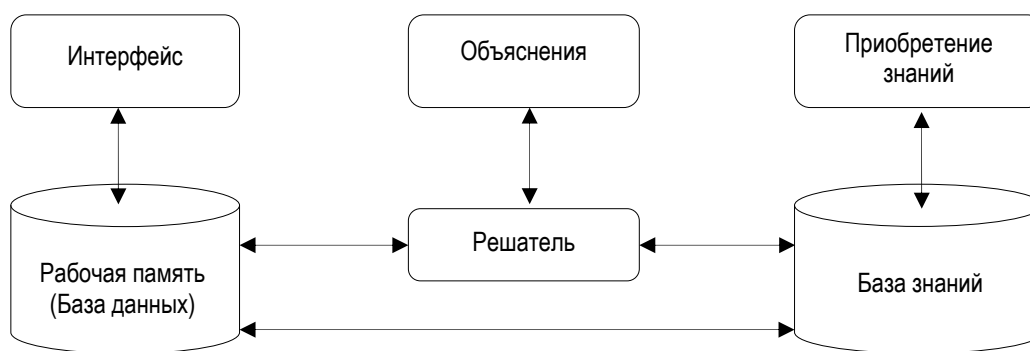 Интерфейс
Объяснения
Приобретение
знаний
Решатель
Рабочая память
(База данных)
База знаний